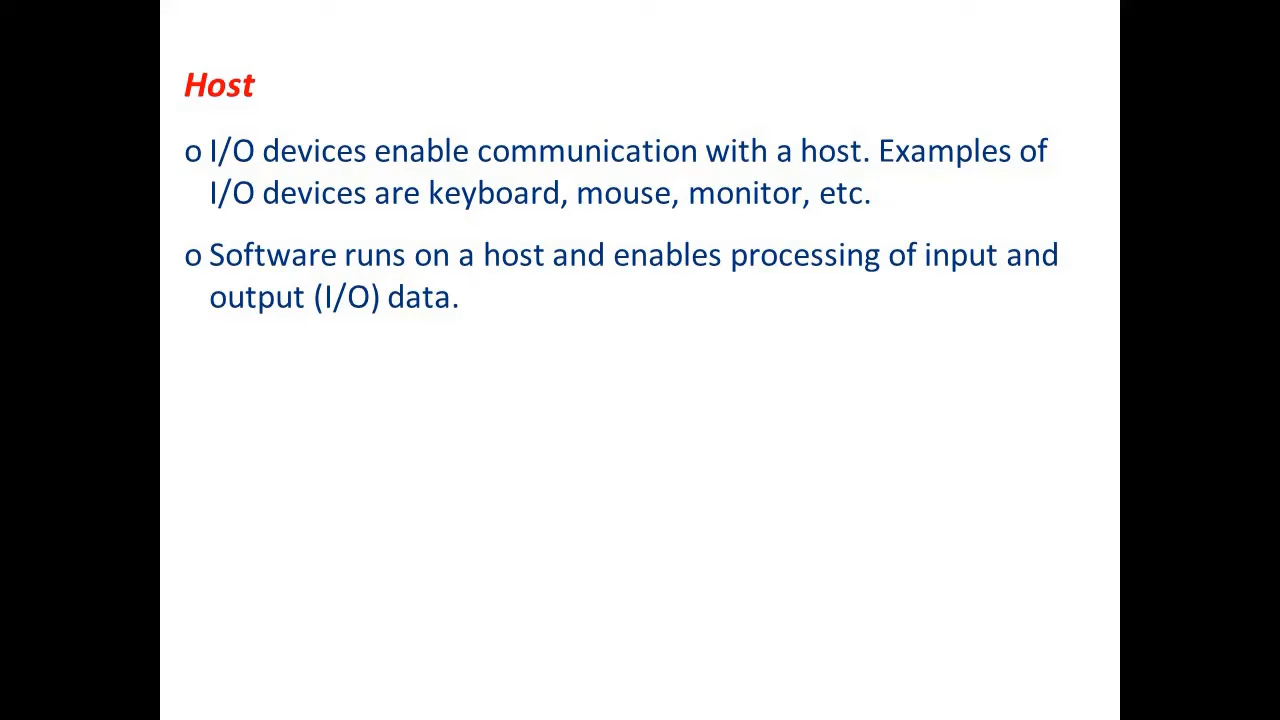 Host
o I/O devices enable communication with a host. Examples of
I/O devices are keyboard, mouse, monitor, etc.
o Software runs on a host and enables processing of input and
output (I/O) data.